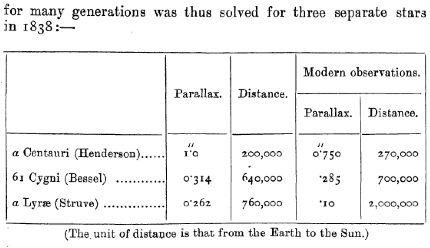 for many generations was thus solved for three separate stars
in 1838:—
Modern observations.
Parallax. Distance. Parallax. Distance.
″ ″
α Centauri (Henderson)...... 1·0 200,000 0·750 270,000
61 Cygni (Bessel) ............ 0·314 640,000 ·285 700,000
α Lyræ (Struve) ............ 0·262 760,000 ·10 2,000,000
(The unit of distance is that from the Earth to the Sun.)